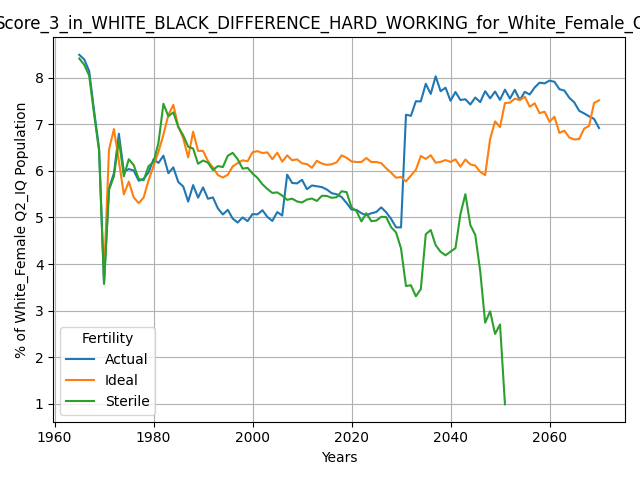 Score_3_in_WHITE_BLACK_DIFFERENCE_HARD_WORKING_for_White_Female_Q
% of White_Female Q2_IQ Population
8
7
6
5
4
3
2
1
Fertility
Actual
Ideal
Sterile
1960
1980
2000
2020
2040
2060
Years